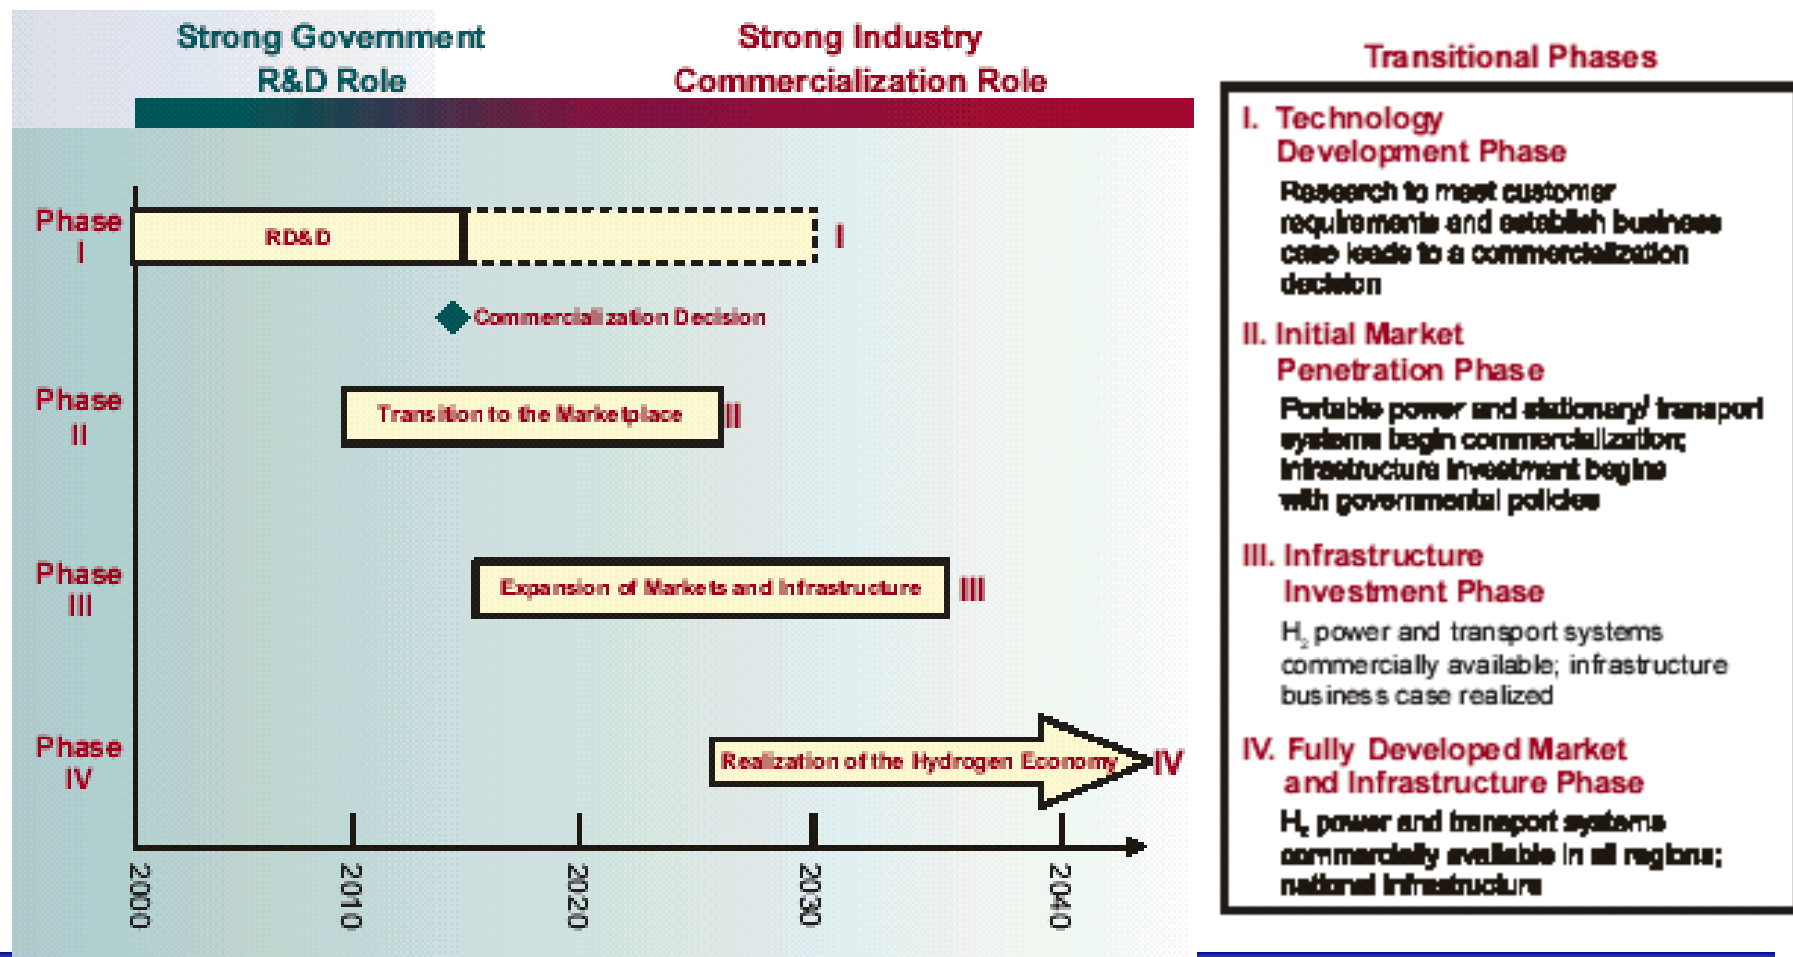 Strong Government
R&D Role
Strong Industry
Commercialization Role
Phase
I
RD&D
I
Commercialization Decision
Phase
II
Transition to the Marketplace
II
Phase
III
Expansion of Markets and Infrastructure
III
Phase
IV
Realization of the Hydrogen Economy
IV
2000
2010
2020
2030
2040
Transitional Phases
I. Technology
Development Phase
Research to meet customer
requirements and establish business
case leads to a commercialization
decision
II. Initial Market
Penetration Phase
Portable power and stationary/ transport
systems begin commercialization;
infrastructure investment begins
with governmental policies
III. Infrastructure
Investment Phase
H₂ power and transport systems
commercially available; infrastructure
business case realized
IV. Fully Developed Market
and Infrastructure Phase
H₂ power and transport systems
commercially available in all regions;
national infrastructure